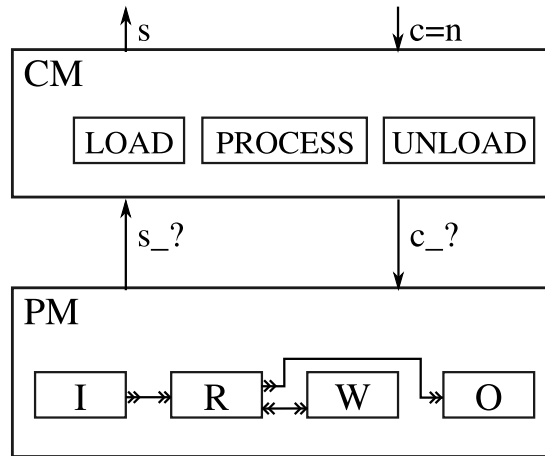 s c=n
CM
LOAD PROCESS UNLOAD
s_? c_?
PM
I R W O